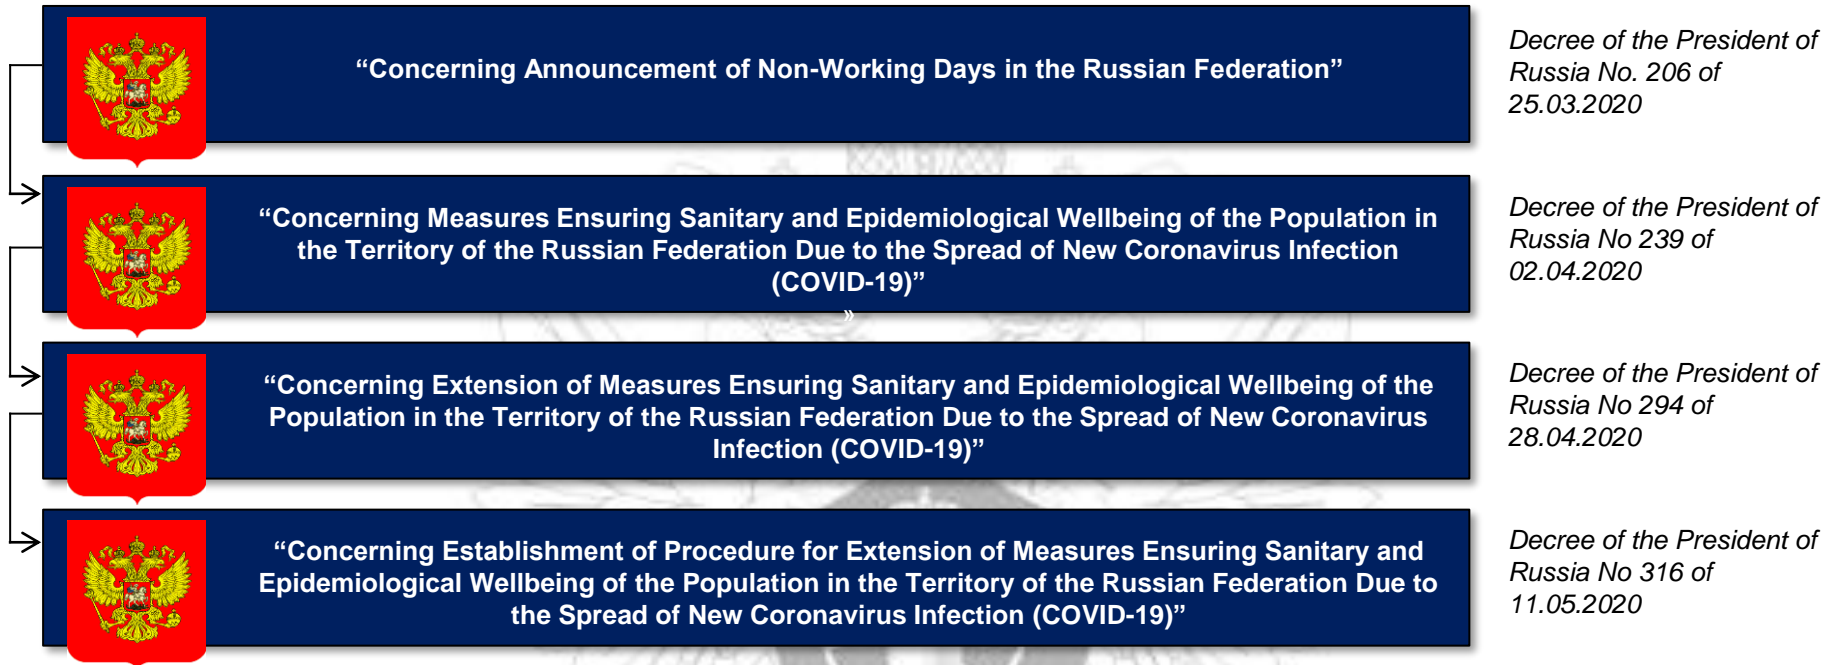 “Concerning Announcement of Non-Working Days in the Russian Federation”
Decree of the President of
Russia No. 206 of
25.03.2020
“Concerning Measures Ensuring Sanitary and Epidemiological Wellbeing of the Population in
the Territory of the Russian Federation Due to the Spread of New Coronavirus Infection
(COVID-19)”
»
Decree of the President of
Russia No 239 of
02.04.2020
“Concerning Extension of Measures Ensuring Sanitary and Epidemiological Wellbeing of the
Population in the Territory of the Russian Federation Due to the Spread of New Coronavirus
Infection (COVID-19)”
Decree of the President of
Russia No 294 of
28.04.2020
“Concerning Establishment of Procedure for Extension of Measures Ensuring Sanitary and
Epidemiological Wellbeing of the Population in the Territory of the Russian Federation Due to
the Spread of New Coronavirus Infection (COVID-19)”
Decree of the President of
Russia No 316 of
11.05.2020